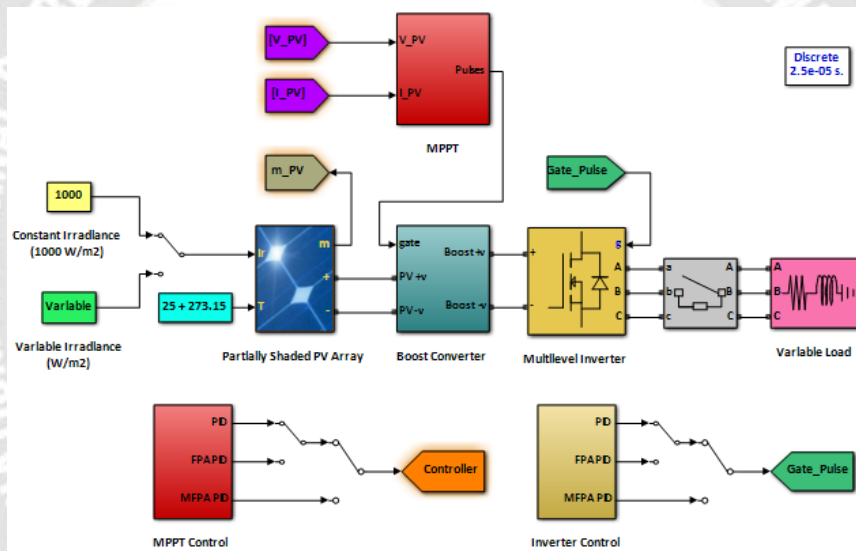 [V_PV]
V_PV
Pulses
[I_PV]
I_PV
MPPT
Discrete
2.5e-05 s.
m_PV
Gate_Pulse
1000
Constant Irradiance
(1000 W/m2)
Ir
m
+
-
T
gate
PV +v
PV -v
Boost +v
Boost -v
+
-
g
A
B
C
a
b
c
A
B
C
A
B
C
Variable
25 + 273.15
Variable Irradiance
(W/m2)
Partially Shaded PV Array
Boost Converter
Multilevel Inverter
Variable Load
PID
FPAPID
MFPA PID
Controller
MPPT Control
PID
FPAPID
MFPA PID
Gate_Pulse
Inverter Control